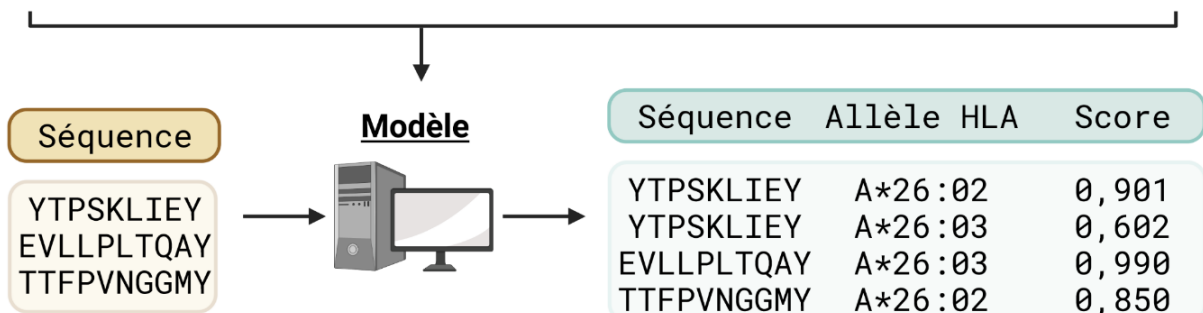 Séquence
YTPSKLIEY
EVLLPLTQAY
TTFPVNGGMY
Modèle
Séquence Allèle HLA Score
YTPSKLIEY A*26:02 0,901
YTPSKLIEY A*26:03 0,602
EVLLPLTQAY A*26:03 0,990
TTFPVNGGMY A*26:02 0,850